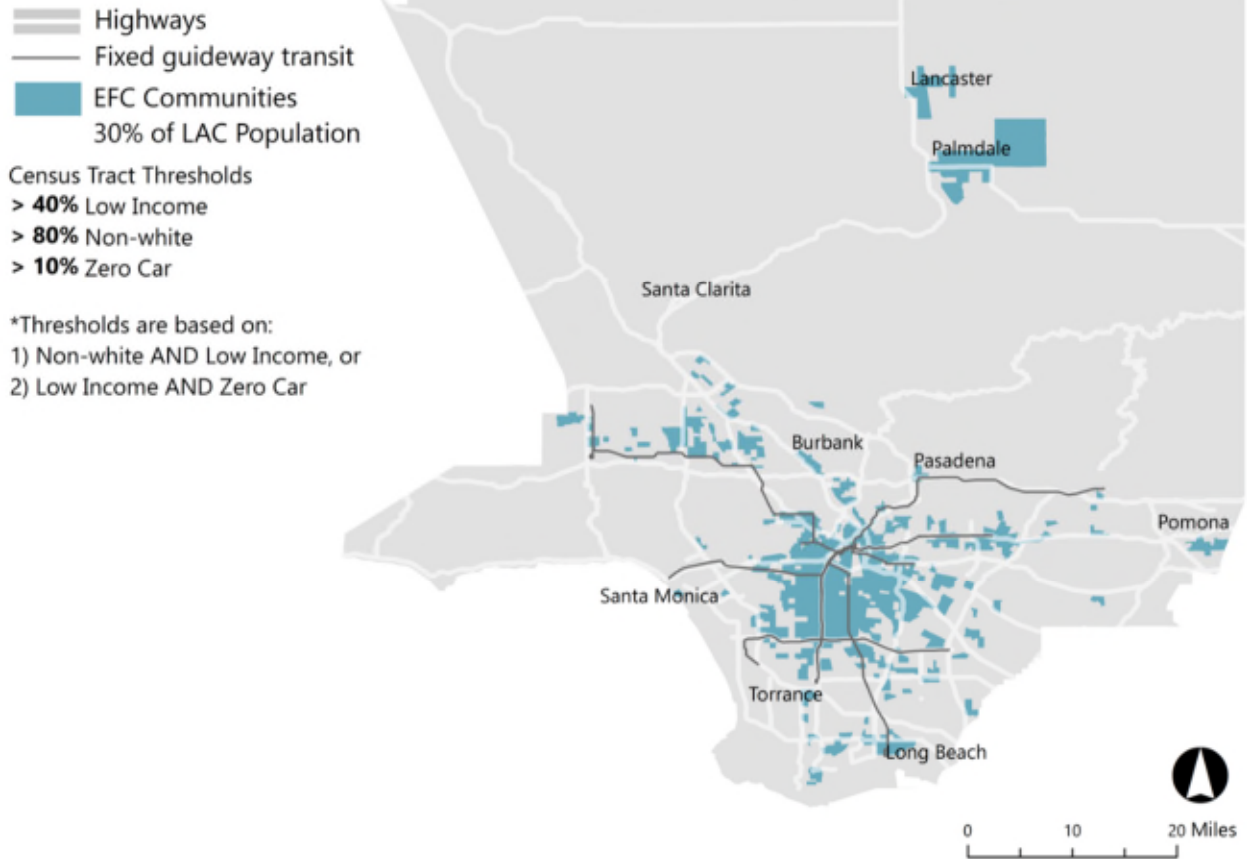 Highways
Fixed guideway transit
EFC Communities
30% of LAC Population
Census Tract Thresholds
> 40% Low Income
> 80% Non-white
> 10% Zero Car
*Thresholds are based on:
1) Non-white AND Low Income, or
2) Low Income AND Zero Car
Lancaster
Palmdale
Santa Clarita
Burbank
Pasadena
Pomona
Santa Monica
Torrance
Long Beach
0 10 20 Miles